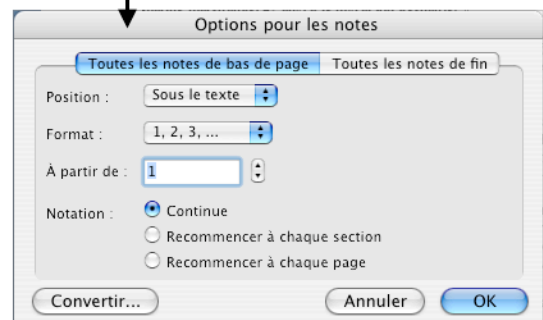 Options pour les notes
Toutes les notes de bas de page Toutes les notes de fin
Position : Sous le texte
Format : 1, 2, 3, ...
À partir de : 1
Notation : Continue
Recommencer à chaque section
Recommencer à chaque page
Convertir... Annuler OK